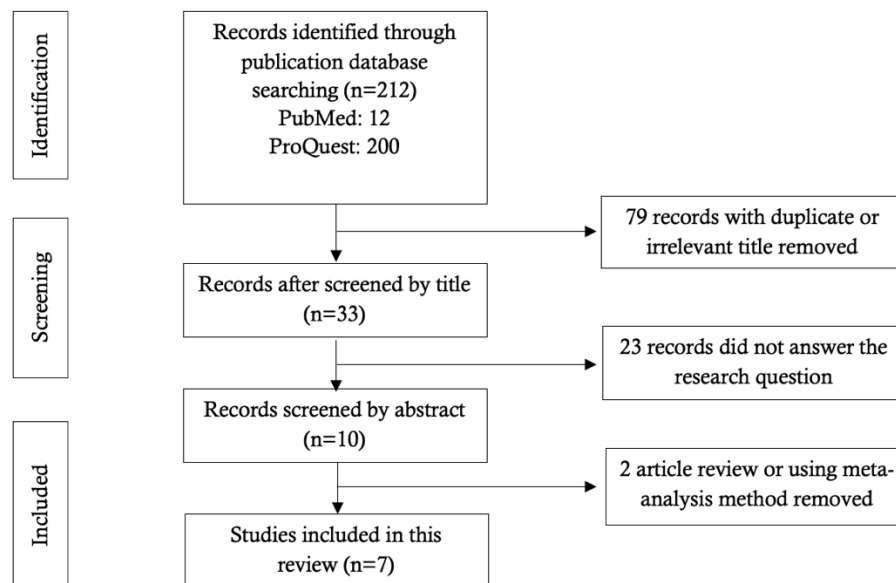 Identification
Records identified through
publication database
searching (n=212)
PubMed: 12
ProQuest: 200
79 records with duplicate or
irrelevant title removed
Screening
Records after screened by title
(n=33)
23 records did not answer the
research question
Records screened by abstract
(n=10)
Included
2 article review or using meta-
analysis method removed
Studies included in this
review (n=7)